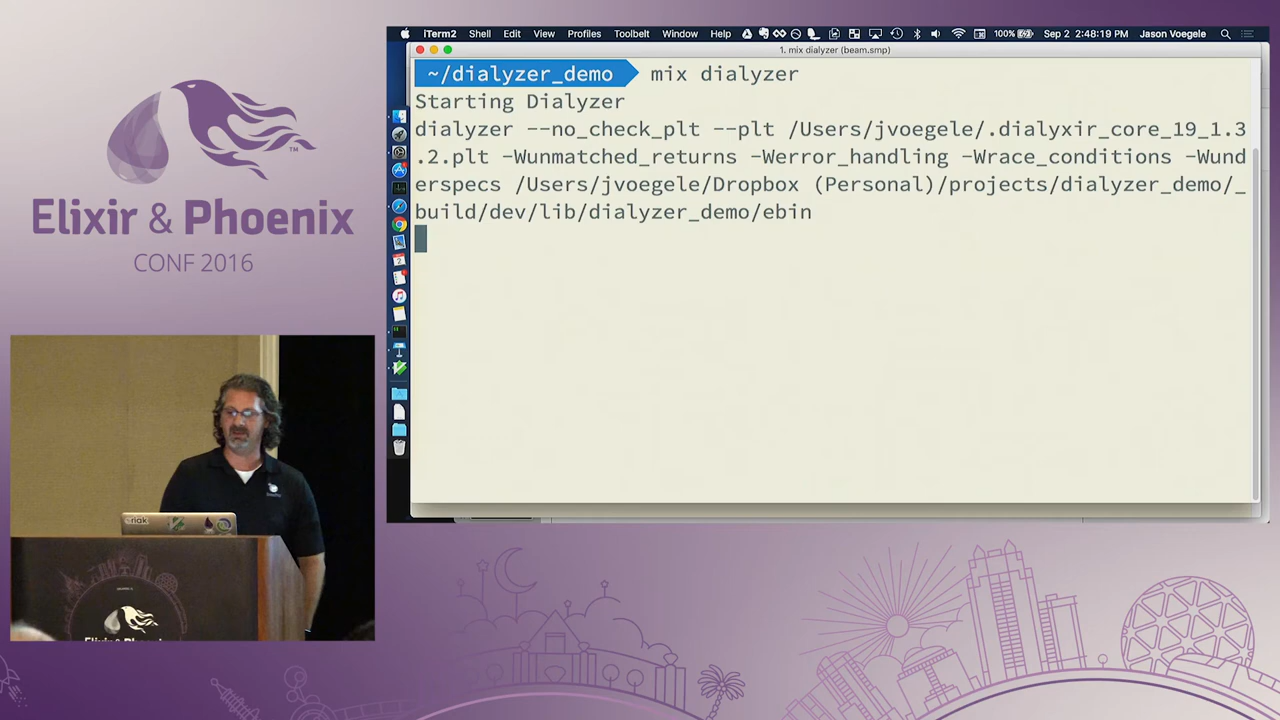 Elixir & Phoenix
TM
CONF 2016
iTerm2 Shell Edit View Profiles Toolbelt Window Help 100% Sep 2 2:48:19 PM Jason Voegele
1. mix dialyzer (beam.smp)
~/dialyzer_demo mix dialyzer
Starting Dialyzer
dialyzer --no_check_plt --plt /Users/jvoegele/.dialyxir_core_19_1.3
.2.plt -Wunmatched_returns -Werror_handling -Wrace_conditions -Wund
erspecs /Users/jvoegele/Dropbox (Personal)/projects/dialyzer_demo/_
build/dev/lib/dialyzer_demo/ebin
riak
Elixir & Phoenix